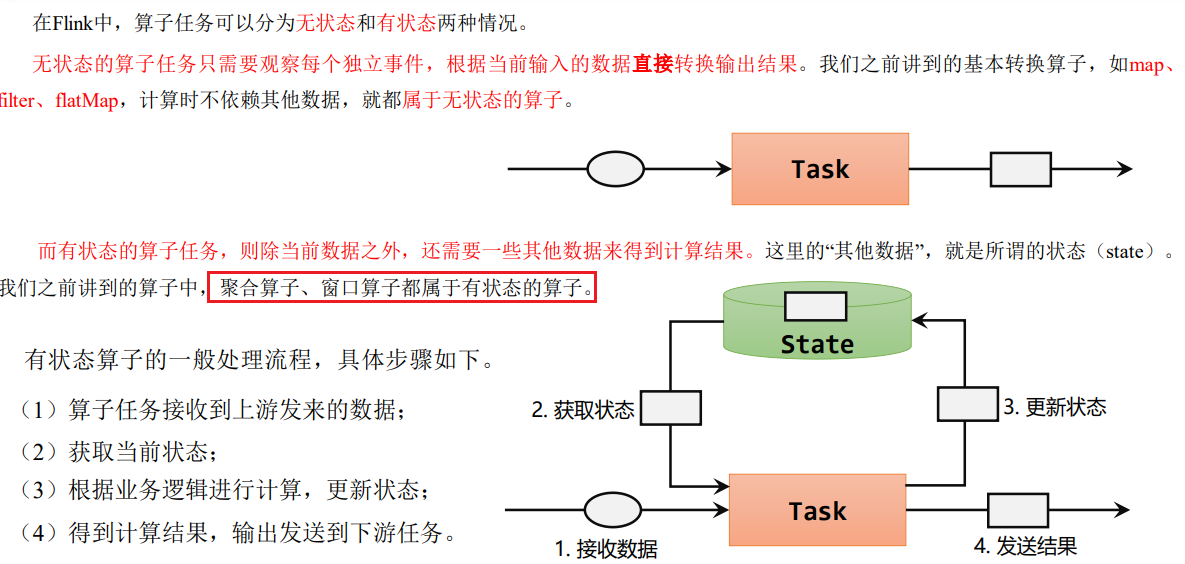 在Flink中，算子任务可以分为无状态和有状态两种情况。
无状态的算子任务只需要观察每个独立事件，根据当前输入的数据直接转换输出结果。我们之前讲到的基本转换算子，如map、
filter、flatMap，计算时不依赖其他数据，就都属于无状态的算子。
Task
而有状态的算子任务，则除当前数据之外，还需要一些其他数据来得到计算结果。这里的“其他数据”，就是所谓的状态（state）。
我们之前讲到的算子中，聚合算子、窗口算子都属于有状态的算子。
有状态算子的一般处理流程，具体步骤如下。
（1）算子任务接收到上游发来的数据；
（2）获取当前状态；
（3）根据业务逻辑进行计算，更新状态；
（4）得到计算结果，输出发送到下游任务。
State
2. 获取状态
3. 更新状态
Task
1. 接收数据
4. 发送结果